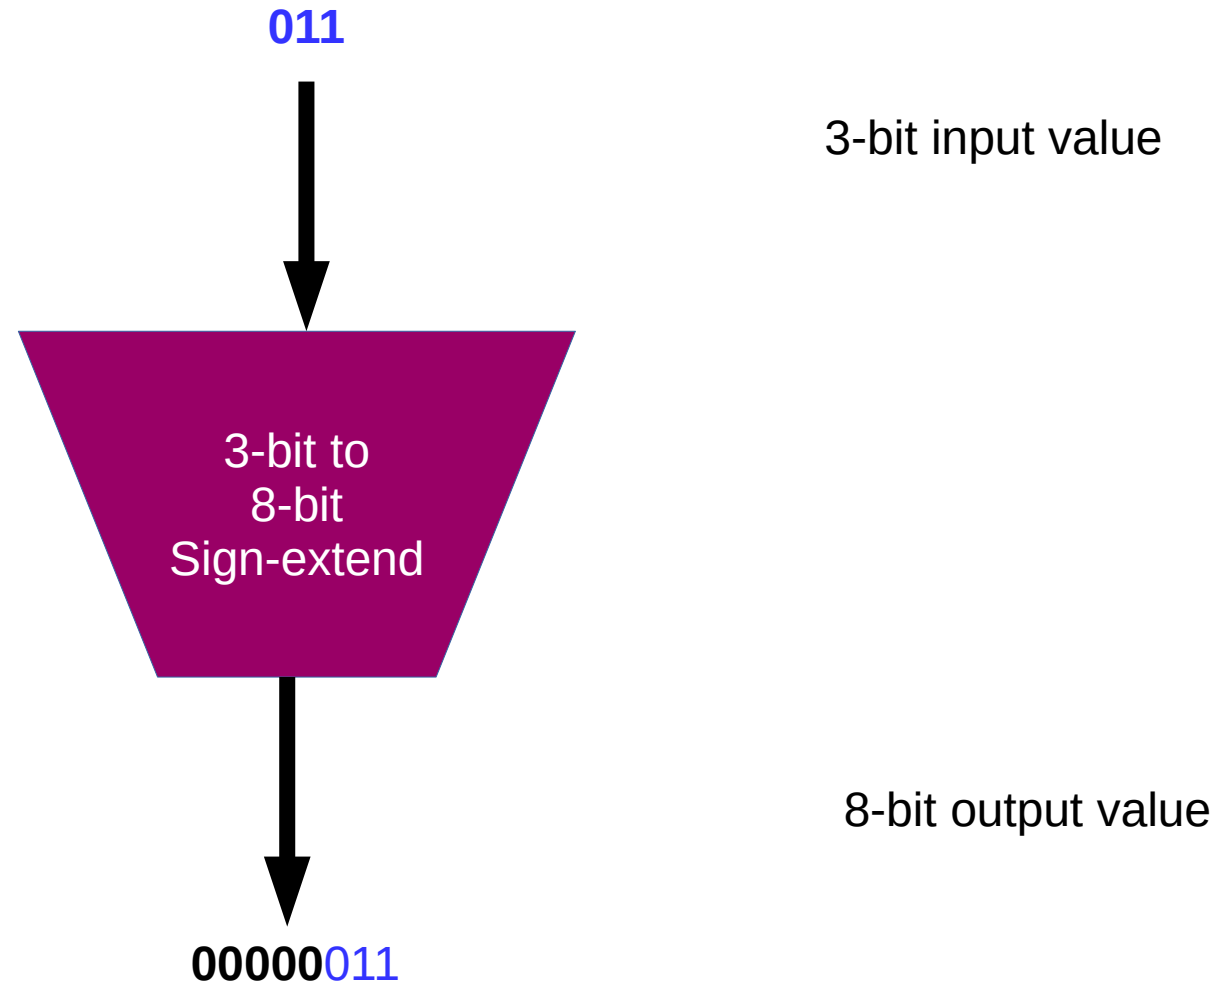 011
3-bit input value
3-bit to
8-bit
Sign-extend
8-bit output value
00000011